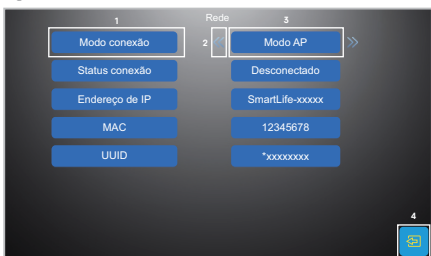 1 Rede 3
Modo conexão 2 Modo AP
Status conexão Desconectado
Endereço de IP SmartLife-xxxxx
MAC 12345678
UUID *xxxxxxxx
4